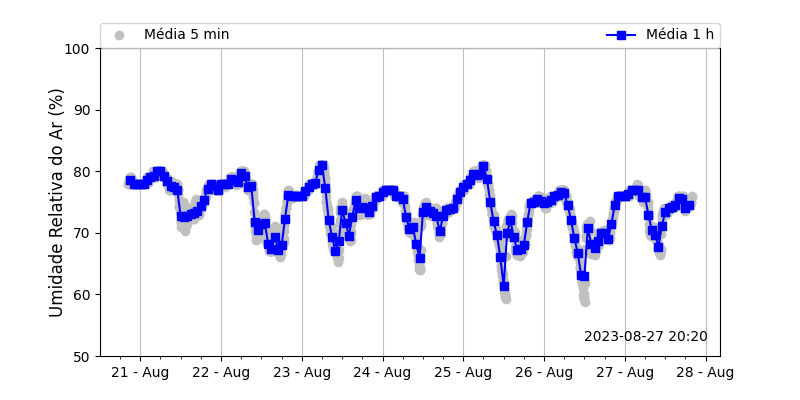 Média 5 min
Média 1 h
100
90
80
70
60
50
Umidade Relativa do Ar (%)
2023-08-27 20:20
21 - Aug
22 - Aug
23 - Aug
24 - Aug
25 - Aug
26 - Aug
27 - Aug
28 - Aug